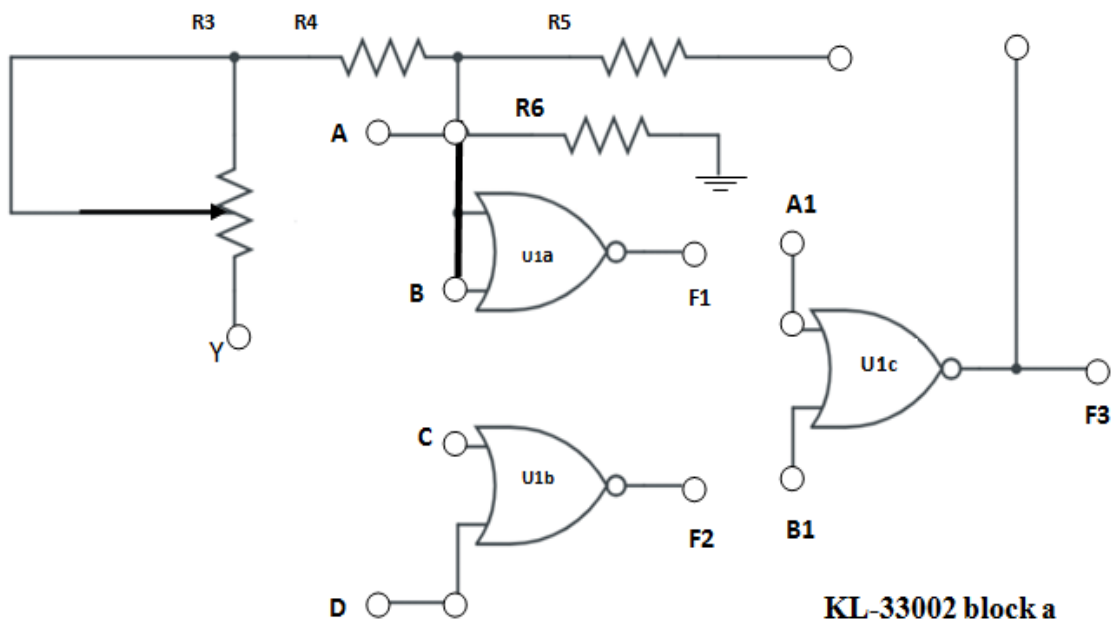 R3 R4 R5
A R6
A1
U1a
B F1
Y
U1c
F3
C
U1b
F2 B1
D
KL-33002 block a